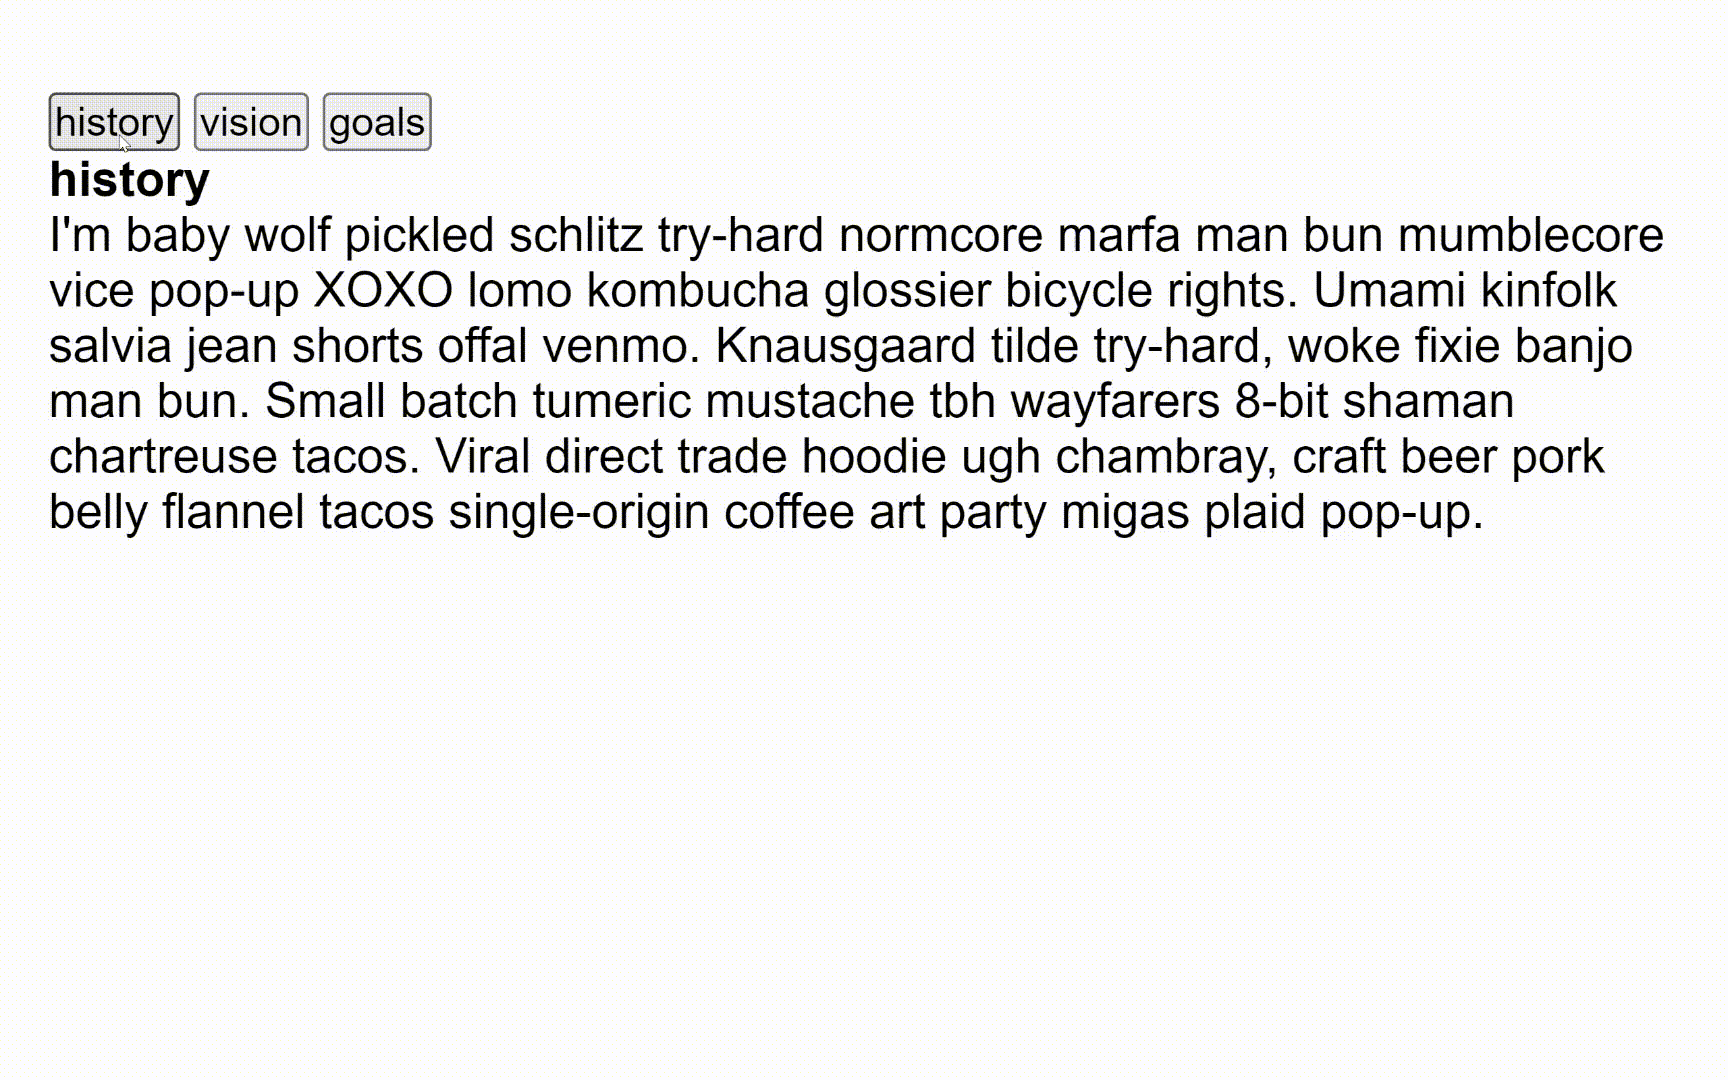 history vision goals
history
I'm baby wolf pickled schlitz try-hard normcore marfa man bun mumblecore
vice pop-up XOXO lomo kombucha glossier bicycle rights. Umami kinfolk
salvia jean shorts offal venmo. Knausgaard tilde try-hard, woke fixie banjo
man bun. Small batch tumeric mustache tbh wayfarers 8-bit shaman
chartreuse tacos. Viral direct trade hoodie ugh chambray, craft beer pork
belly flannel tacos single-origin coffee art party migas plaid pop-up.